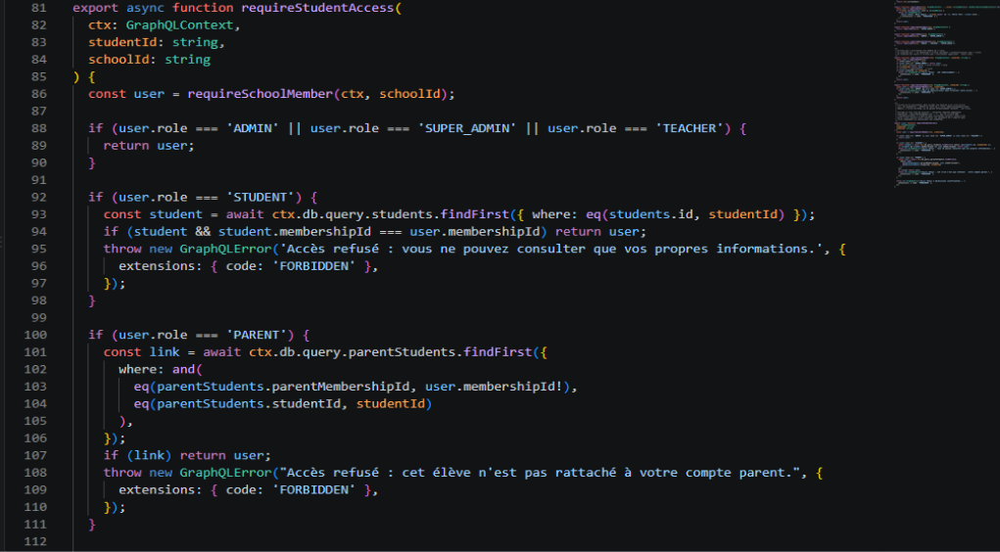 81 export async function requireStudentAccess(
82 ctx: GraphQLContext,
83 studentId: string,
84 schoolId: string
85 ) {
86 const user = requireSchoolMember(ctx, schoolId);
87
88 if (user.role === 'ADMIN' || user.role === 'SUPER_ADMIN' || user.role === 'TEACHER') {
89 return user;
90 }
91
92 if (user.role === 'STUDENT') {
93 const student = await ctx.db.query.students.findFirst({ where: eq(students.id, studentId) });
94 if (student && student.membershipId === user.membershipId) return user;
95 throw new GraphQLError('Accès refusé : vous ne pouvez consulter que vos propres informations.', {
96 extensions: { code: 'FORBIDDEN' },
97 });
98 }
99
100 if (user.role === 'PARENT') {
101 const link = await ctx.db.query.parentStudents.findFirst({
102 where: and(
103 eq(parentStudents.parentMembershipId, user.membershipId!),
104 eq(parentStudents.studentId, studentId)
105 ),
106 });
107 if (link) return user;
108 throw new GraphQLError("Accès refusé : cet élève n'est pas rattaché à votre compte parent.", {
109 extensions: { code: 'FORBIDDEN' },
110 });
111 }
112